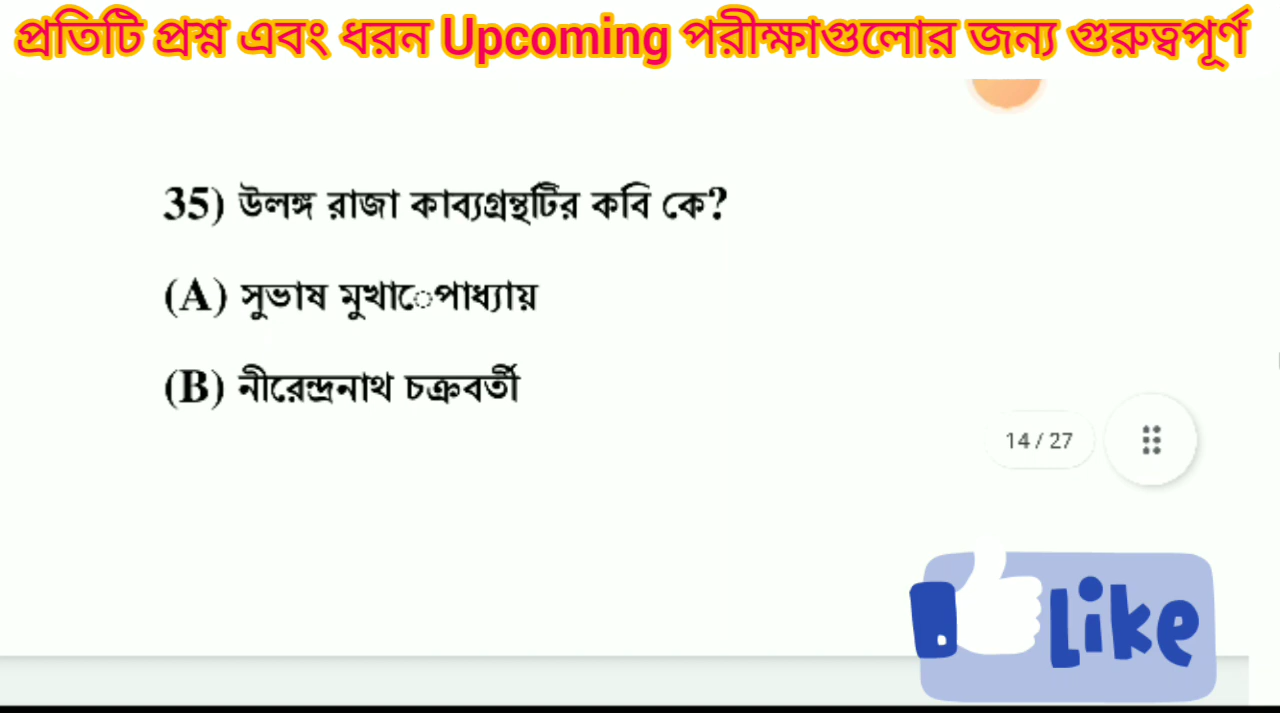 প্রতিটি প্রশ্ন এবং ধরন Upcoming পরীক্ষাগুলোর জন্য গুরুত্বপূর্ণ
35) উলঙ্গ রাজা কাব্যগ্রন্থটির কবি কে?
(A) সুভাষ মুখােপাধ্যায়
(B) নীরেন্দ্রনাথ চক্রবর্তী
14 / 27
Like